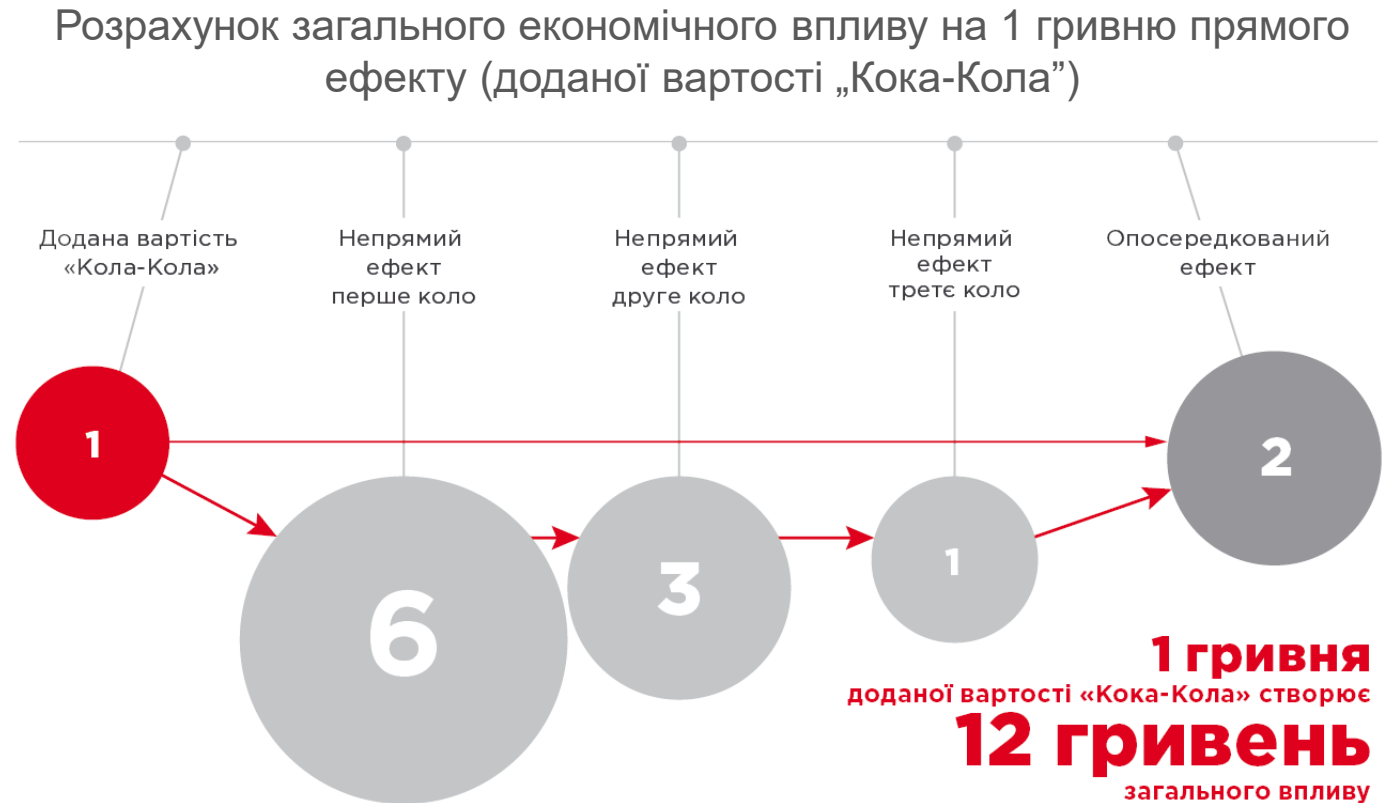 Розрахунок загального економічного впливу на 1 гривню прямого
ефекту (доданої вартості „Кока-Кола”)
Додана вартість
«Кола-Кола»
Непрямий
ефект
перше коло
Непрямий
ефект
друге коло
Непрямий
ефект
третє коло
Опосередкований
ефект
1
6
3
1
2
1 гривня
доданої вартості «Кока-Кола» створює
12 гривень
загального впливу